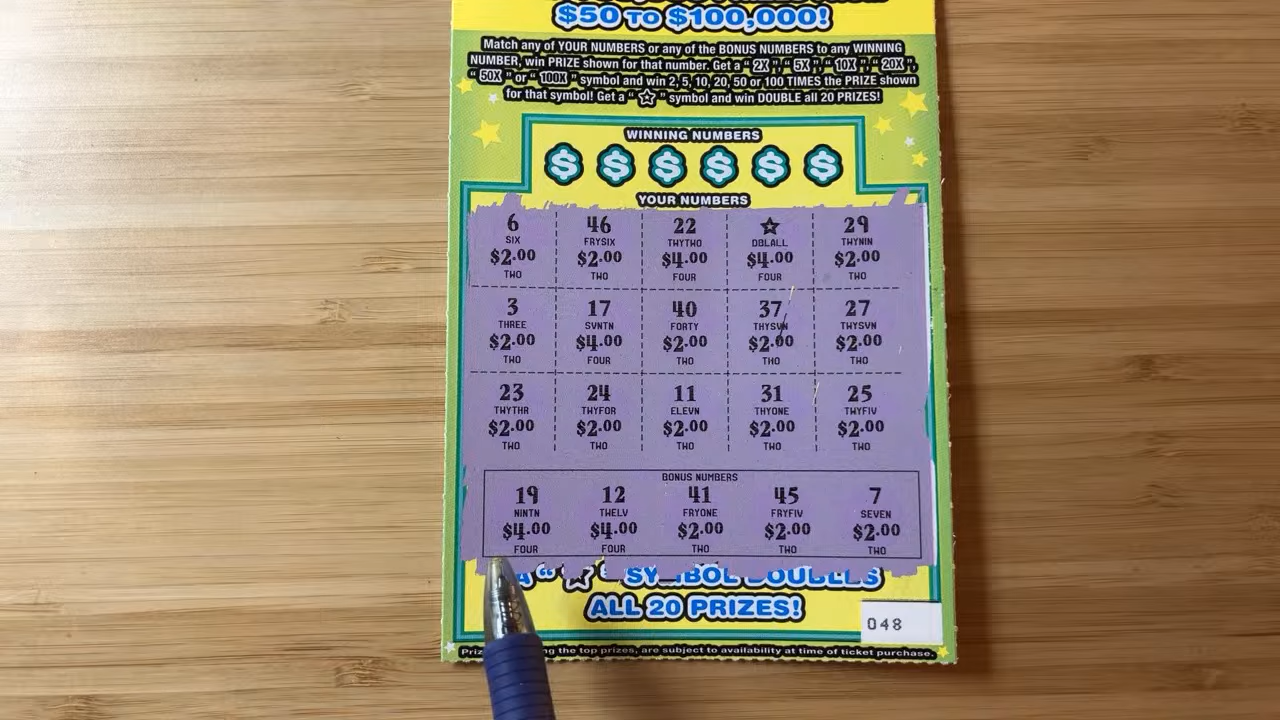 $50 TO $100,000!
Match any of YOUR NUMBERS or any of the BONUS NUMBERS to any WINNING
NUMBER, win PRIZE shown for that number. Get a "2X", "5X", "10X", "20X",
"50X" or "100X" symbol and win 2, 5, 10, 20, 50 or 100 TIMES the PRIZE shown
for that symbol! Get a "☆" symbol and win DOUBLE all 20 PRIZES!
WINNING NUMBERS
$ $ $ $ $ $
YOUR NUMBERS
6 46 22 ☆ 29
SIX FRYSIX TWYTWO DBLALL TWYNIN
$2.00 $2.00 $4.00 $4.00 $2.00
TWO TWO FOUR FOUR TWO
3 17 40 37 27
THREE SVNTN FORTY THYSVN TWYSVN
$2.00 $4.00 $2.00 $2.00 $2.00
TWO FOUR TWO TWO TWO
23 24 11 31 25
TWYTHR TWYFOR ELEVN THYONE TWYFIV
$2.00 $2.00 $2.00 $2.00 $2.00
TWO TWO TWO TWO TWO
BONUS NUMBERS
19 12 41 45 7
NINTN TWELV FRYONE FRYFIV SEVEN
$4.00 $4.00 $2.00 $2.00 $2.00
FOUR FOUR TWO TWO TWO
A "☆" SYMBOL DOUBLES
ALL 20 PRIZES!
048
the top prizes, are subject to availability at time of ticket purchase.